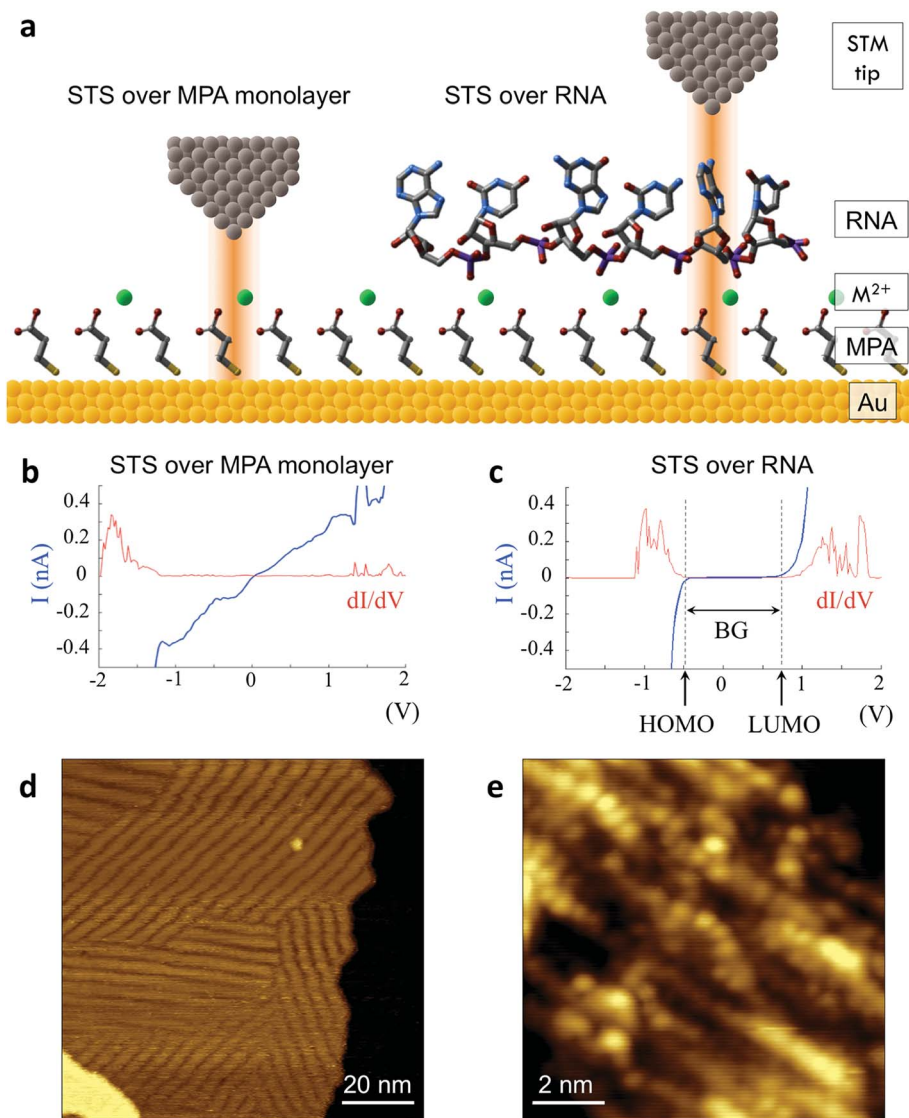 a
STM
tip
STS over MPA monolayer
STS over RNA
RNA
M²⁺
MPA
Au
b
STS over MPA monolayer
I (nA)
0.4
0.2
0
-0.2
-0.4
dI/dV
-2
-1
0
1
2
(V)
c
STS over RNA
I (nA)
0.4
0.2
0
-0.2
-0.4
dI/dV
BG
-2
-1
0
1
2
HOMO
LUMO
(V)
d
20 nm
e
2 nm